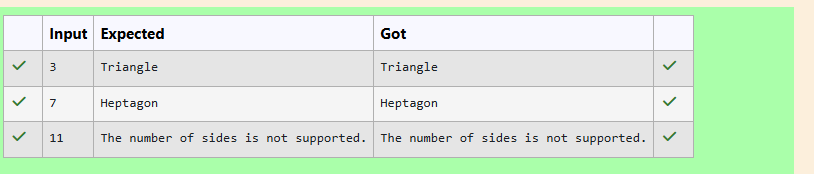 Input Expected Got
3 Triangle Triangle
7 Heptagon Heptagon
11 The number of sides is not supported. The number of sides is not supported.